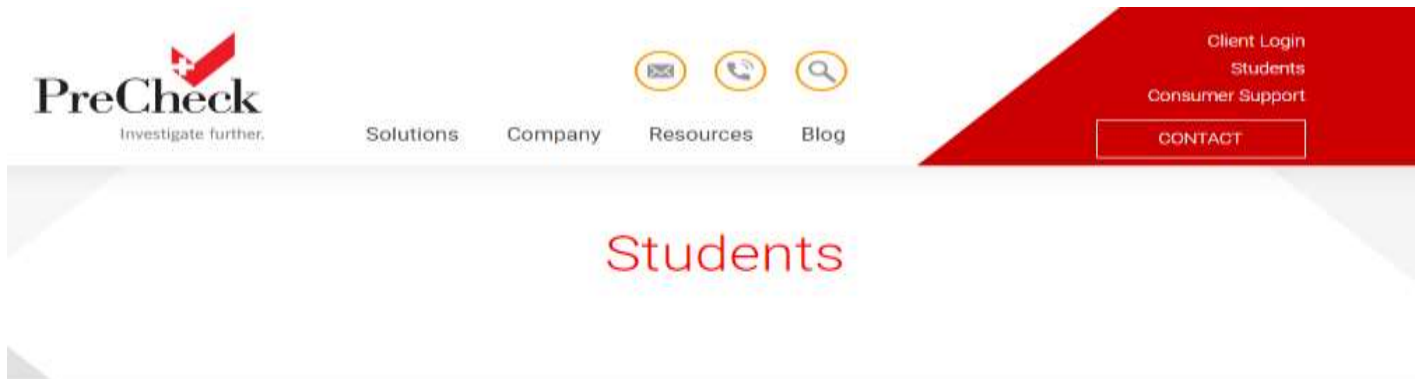 PreCheck
Investigate further.
Solutions Company Resources Blog
Client Login
Students
Consumer Support
CONTACT
Students